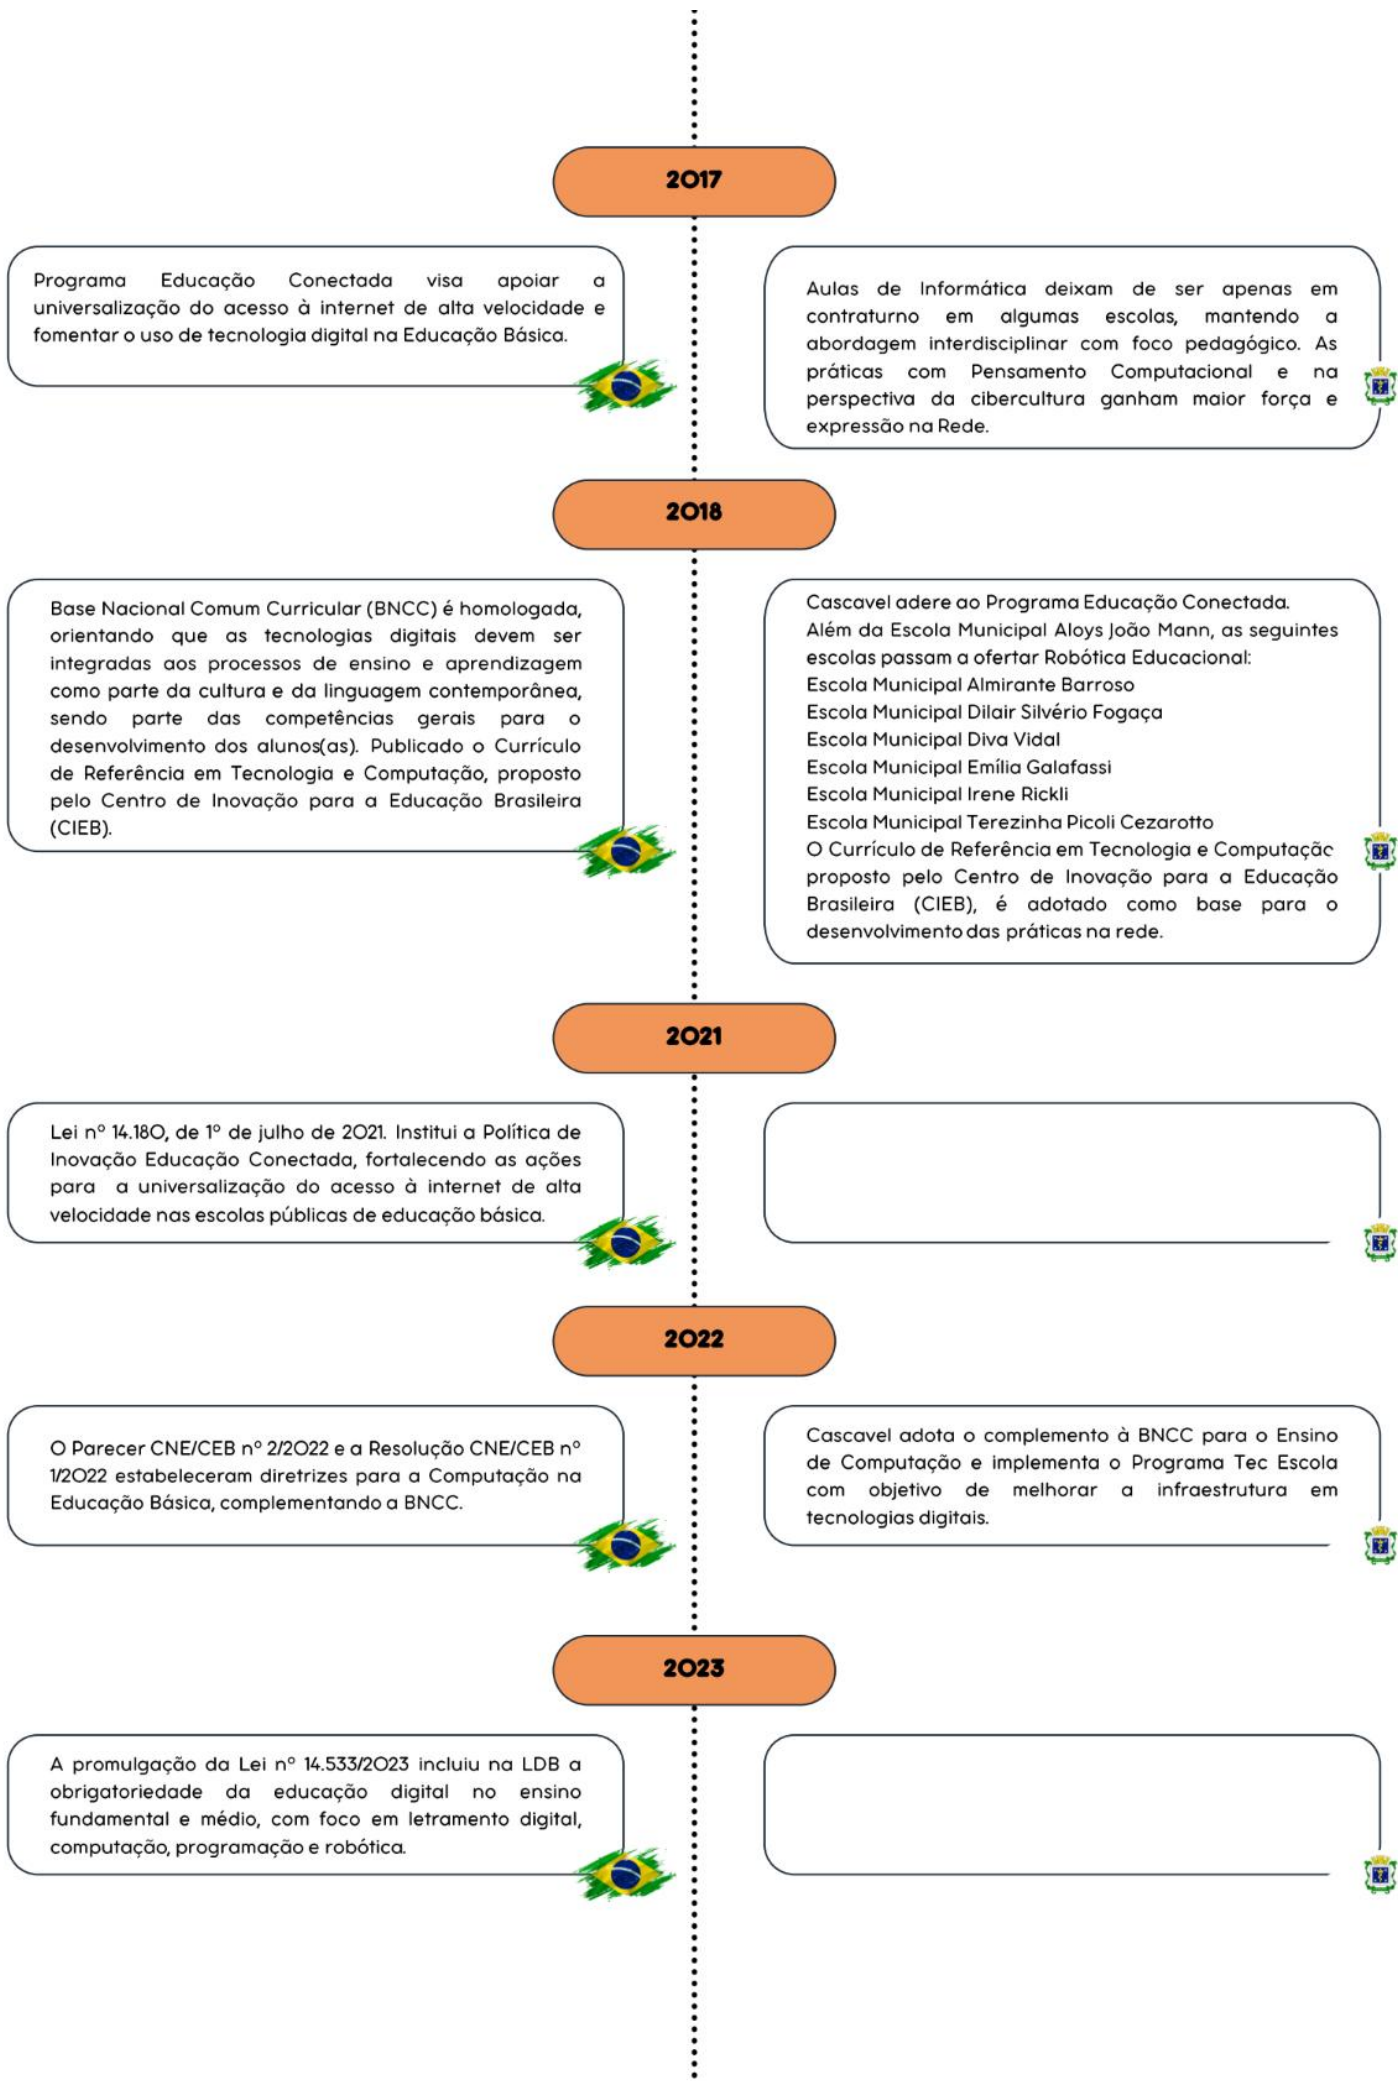 2017
Programa Educação Conectada visa apoiar a
universalização do acesso à internet de alta velocidade e
fomentar o uso de tecnologia digital na Educação Básica.
Aulas de Informática deixam de ser apenas em
contraturno em algumas escolas, mantendo a
abordagem interdisciplinar com foco pedagógico. As
práticas com Pensamento Computacional e na
perspectiva da cibercultura ganham maior força e
expressão na Rede.
2018
Base Nacional Comum Curricular (BNCC) é homologada,
orientando que as tecnologias digitais devem ser
integradas aos processos de ensino e aprendizagem
como parte da cultura e da linguagem contemporânea,
sendo parte das competências gerais para o
desenvolvimento dos alunos(as). Publicado o Currículo
de Referência em Tecnologia e Computação, proposto
pelo Centro de Inovação para a Educação Brasileira
(CIEB).
Cascavel adere ao Programa Educação Conectada.
Além da Escola Municipal Aloys João Mann, as seguintes
escolas passam a ofertar Robótica Educacional:
Escola Municipal Almirante Barroso
Escola Municipal Dilair Silvério Fogaça
Escola Municipal Diva Vidal
Escola Municipal Emília Galafassi
Escola Municipal Irene Rickli
Escola Municipal Terezinha Picoli Cezarotto
O Currículo de Referência em Tecnologia e Computação
proposto pelo Centro de Inovação para a Educação
Brasileira (CIEB), é adotado como base para o
desenvolvimento das práticas na rede.
2021
Lei nº 14.180, de 1º de julho de 2021. Institui a Política de
Inovação Educação Conectada, fortalecendo as ações
para a universalização do acesso à internet de alta
velocidade nas escolas públicas de educação básica.
2022
O Parecer CNE/CEB nº 2/2022 e a Resolução CNE/CEB nº
1/2022 estabeleceram diretrizes para a Computação na
Educação Básica, complementando a BNCC.
Cascavel adota o complemento à BNCC para o Ensino
de Computação e implementa o Programa Tec Escola
com objetivo de melhorar a infraestrutura em
tecnologias digitais.
2023
A promulgação da Lei nº 14.533/2023 incluiu na LDB a
obrigatoriedade da educação digital no ensino
fundamental e médio, com foco em letramento digital,
computação, programação e robótica.